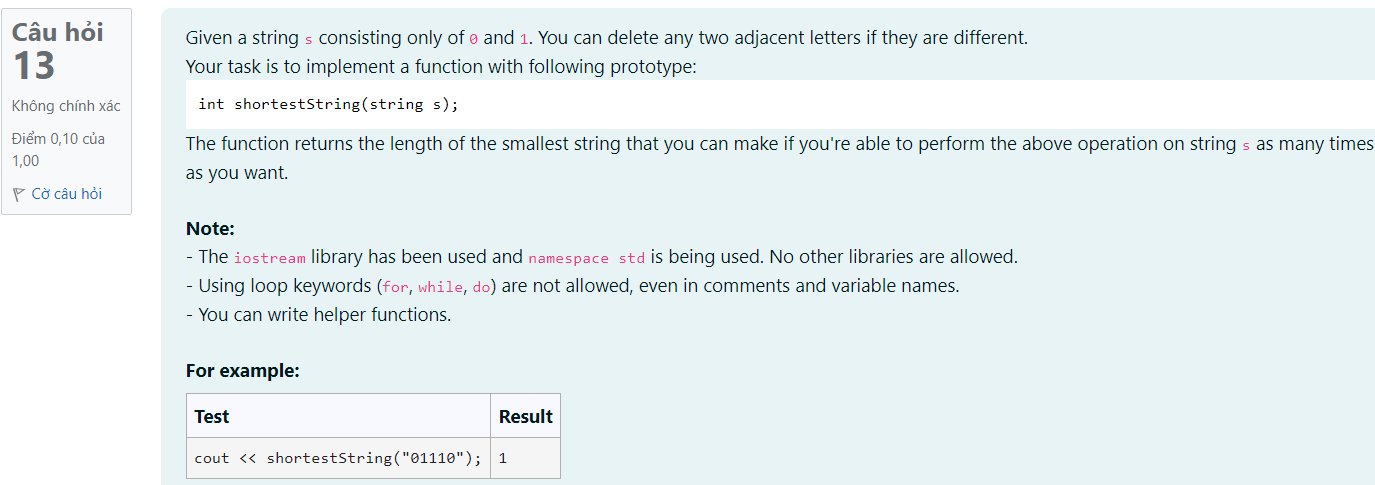 Câu hỏi
13
Không chính xác
Điểm 0,10 của
1,00
Cờ câu hỏi
Given a string s consisting only of 0 and 1. You can delete any two adjacent letters if they are different.
Your task is to implement a function with following prototype:
int shortestString(string s);
The function returns the length of the smallest string that you can make if you're able to perform the above operation on string s as many times
as you want.
Note:
- The iostream library has been used and namespace std is being used. No other libraries are allowed.
- Using loop keywords (for, while, do) are not allowed, even in comments and variable names.
- You can write helper functions.
For example:
Test Result
cout << shortestString("01110"); 1